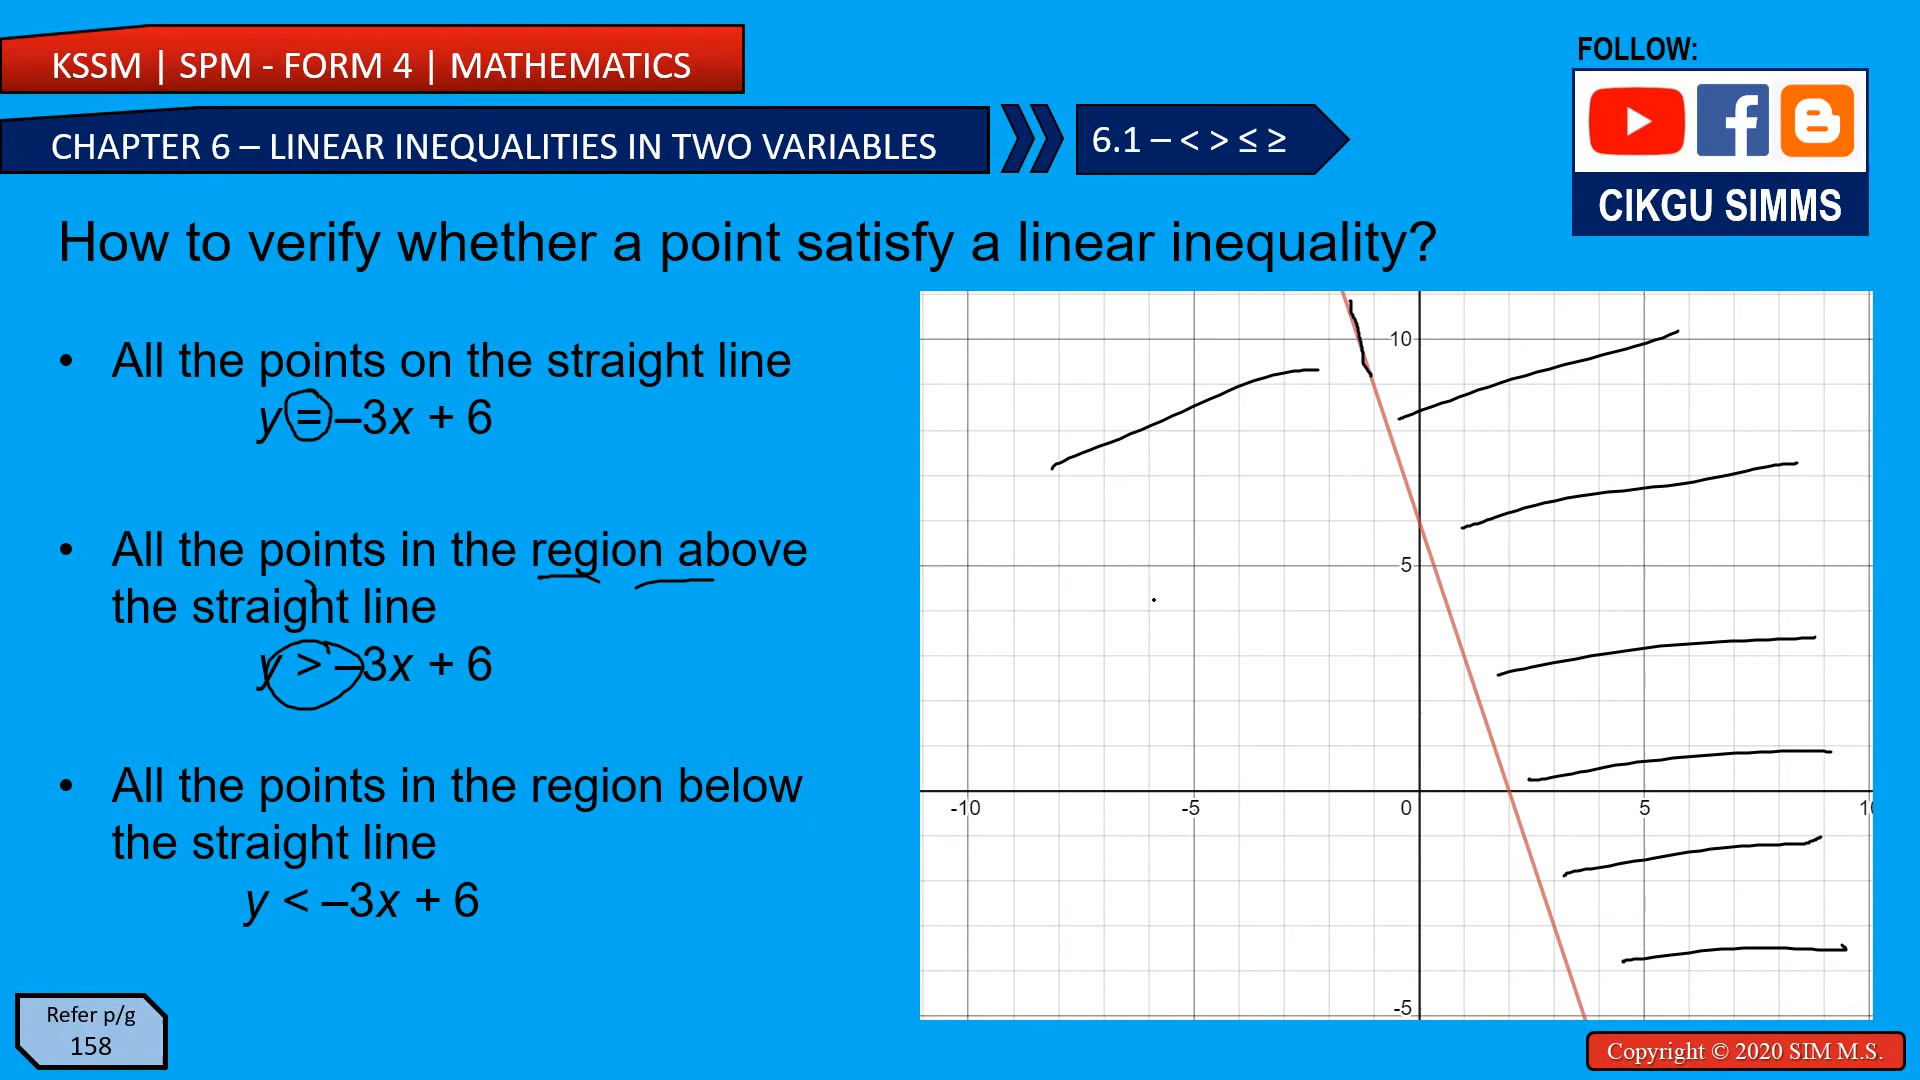 KSSM | SPM - FORM 4 | MATHEMATICS
CHAPTER 6 – LINEAR INEQUALITIES IN TWO VARIABLES
6.1 – < > ≤ ≥
FOLLOW:
CIKGU SIMMS
How to verify whether a point satisfy a linear inequality?
• All the points on the straight line
y = –3x + 6
• All the points in the region above
the straight line
y > –3x + 6
• All the points in the region below
the straight line
y < –3x + 6
10
5
-10 -5 0 5 10
-5
Refer p/g
158
Copyright © 2020 SIM M.S.